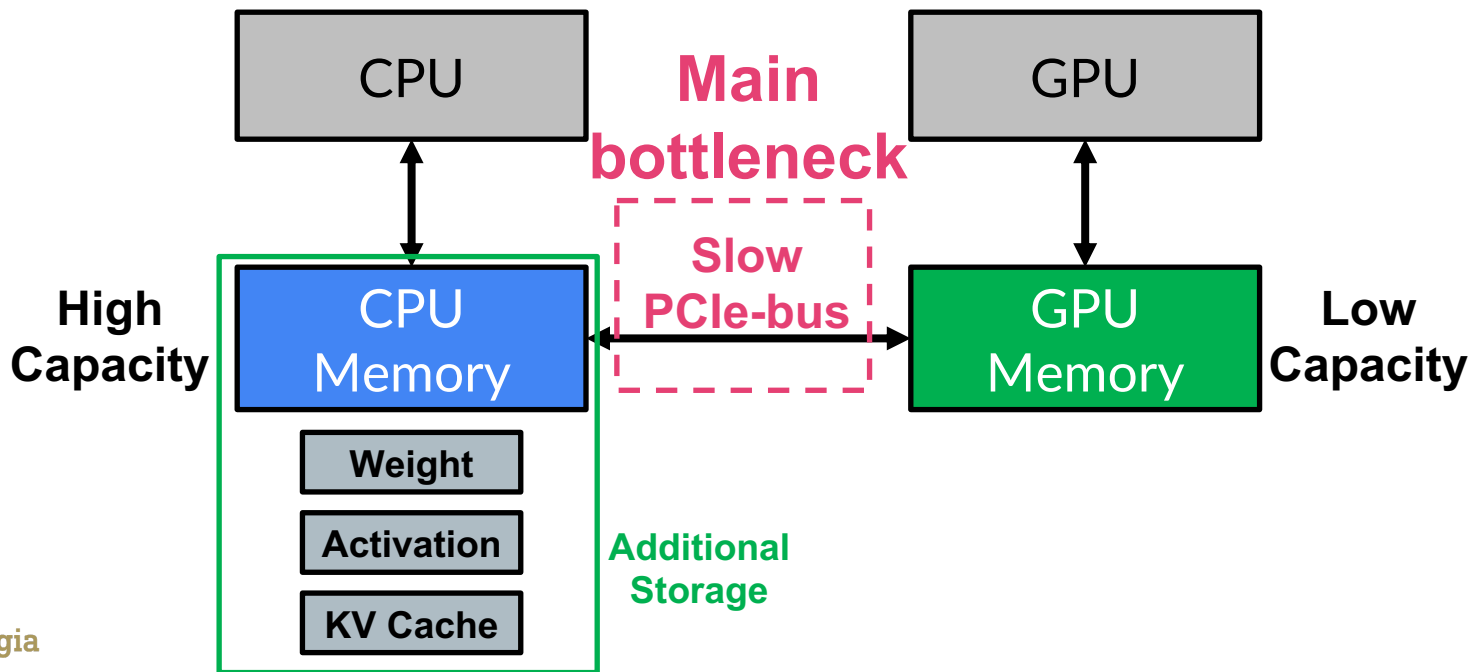 CPU
Main
bottleneck
GPU
High
Capacity
CPU
Memory
Slow
PCIe-bus
GPU
Memory
Low
Capacity
Weight
Activation
KV Cache
Additional
Storage
gia